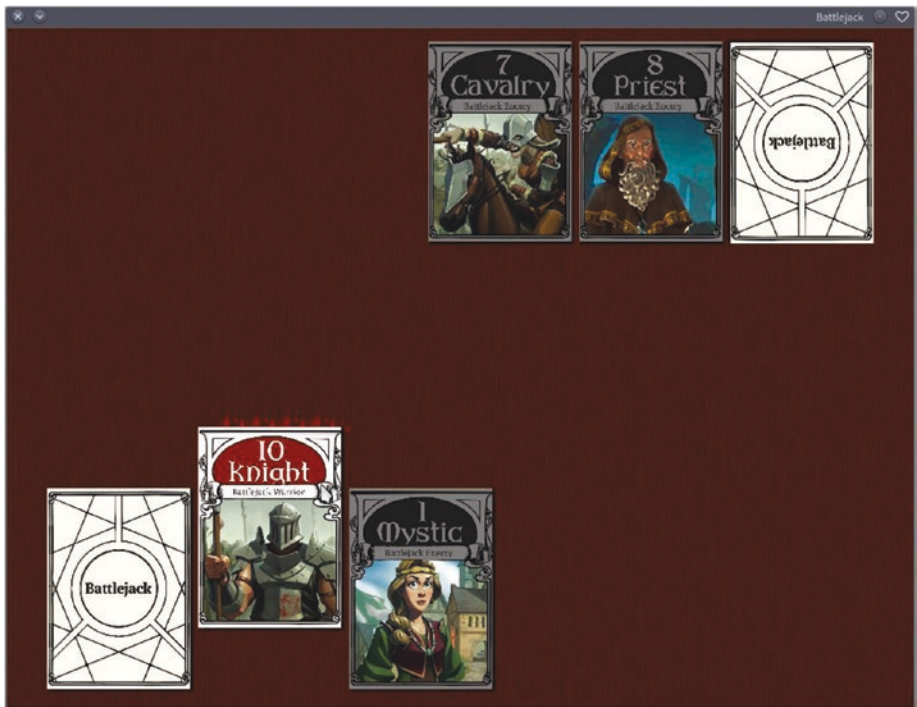 Battlejack
7
Cavalry
Battlejack Enemy
8
Priest
Battlejack Enemy
Battlejack
Battlejack
10
knight
Battlejack Warrior
1
Mystic
Battlejack Enemy